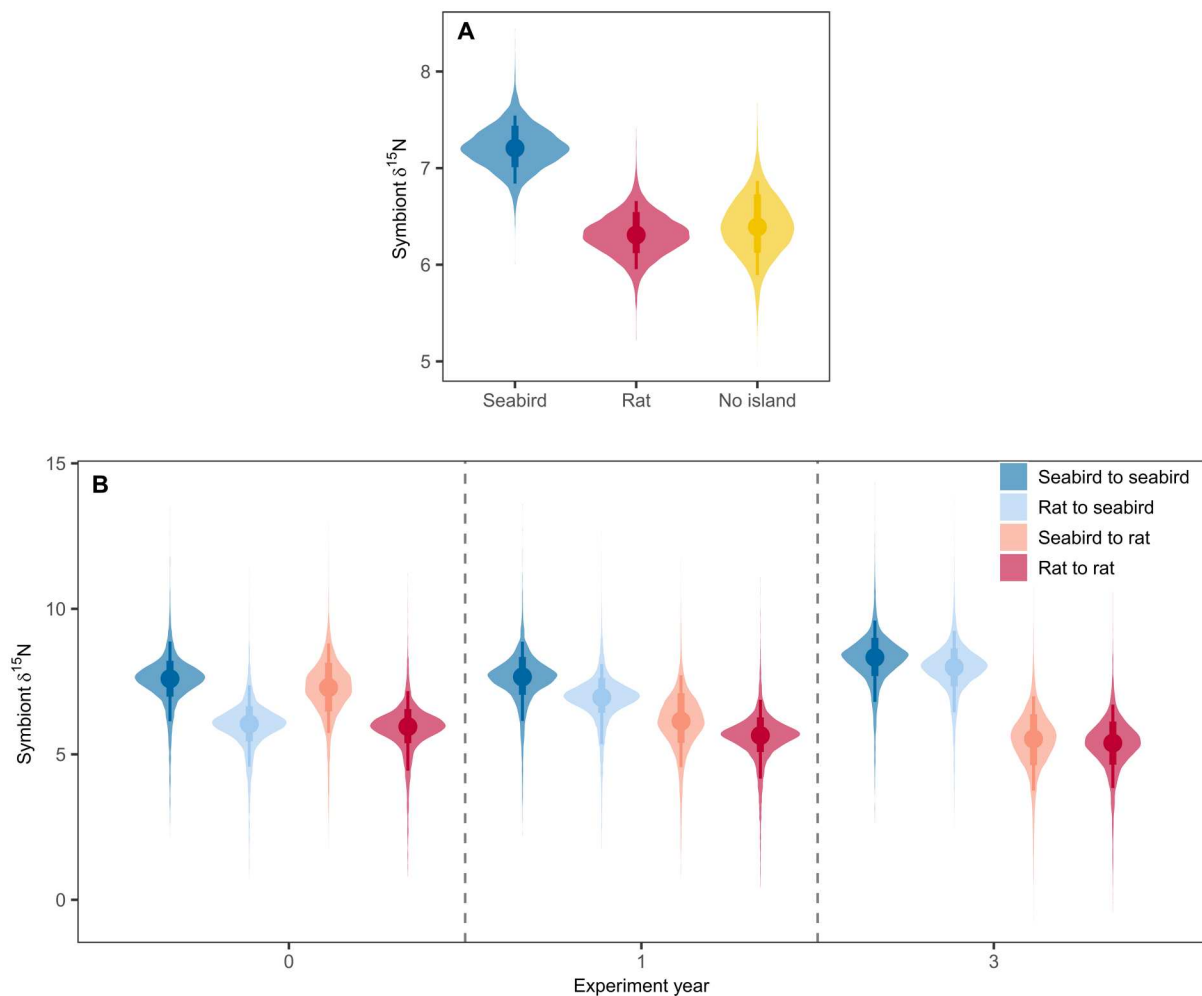 A
8
7
6
5
Symbiont δ¹⁵N
Seabird
Rat
No island
B
15
10
5
0
Symbiont δ¹⁵N
Seabird to seabird
Rat to seabird
Seabird to rat
Rat to rat
0
1
3
Experiment year